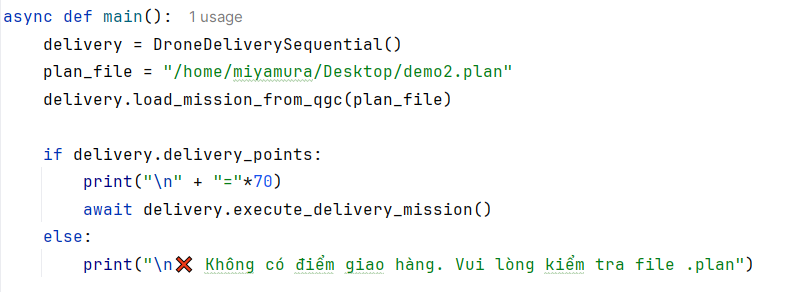 async def main():  1 usage
    delivery = DroneDeliverySequential()
    plan_file = "/home/miyamura/Desktop/demo2.plan"
    delivery.load_mission_from_qgc(plan_file)

    if delivery.delivery_points:
        print("\n" + "="*70)
        await delivery.execute_delivery_mission()
    else:
        print("\n❌ Không có điểm giao hàng. Vui lòng kiểm tra file .plan")